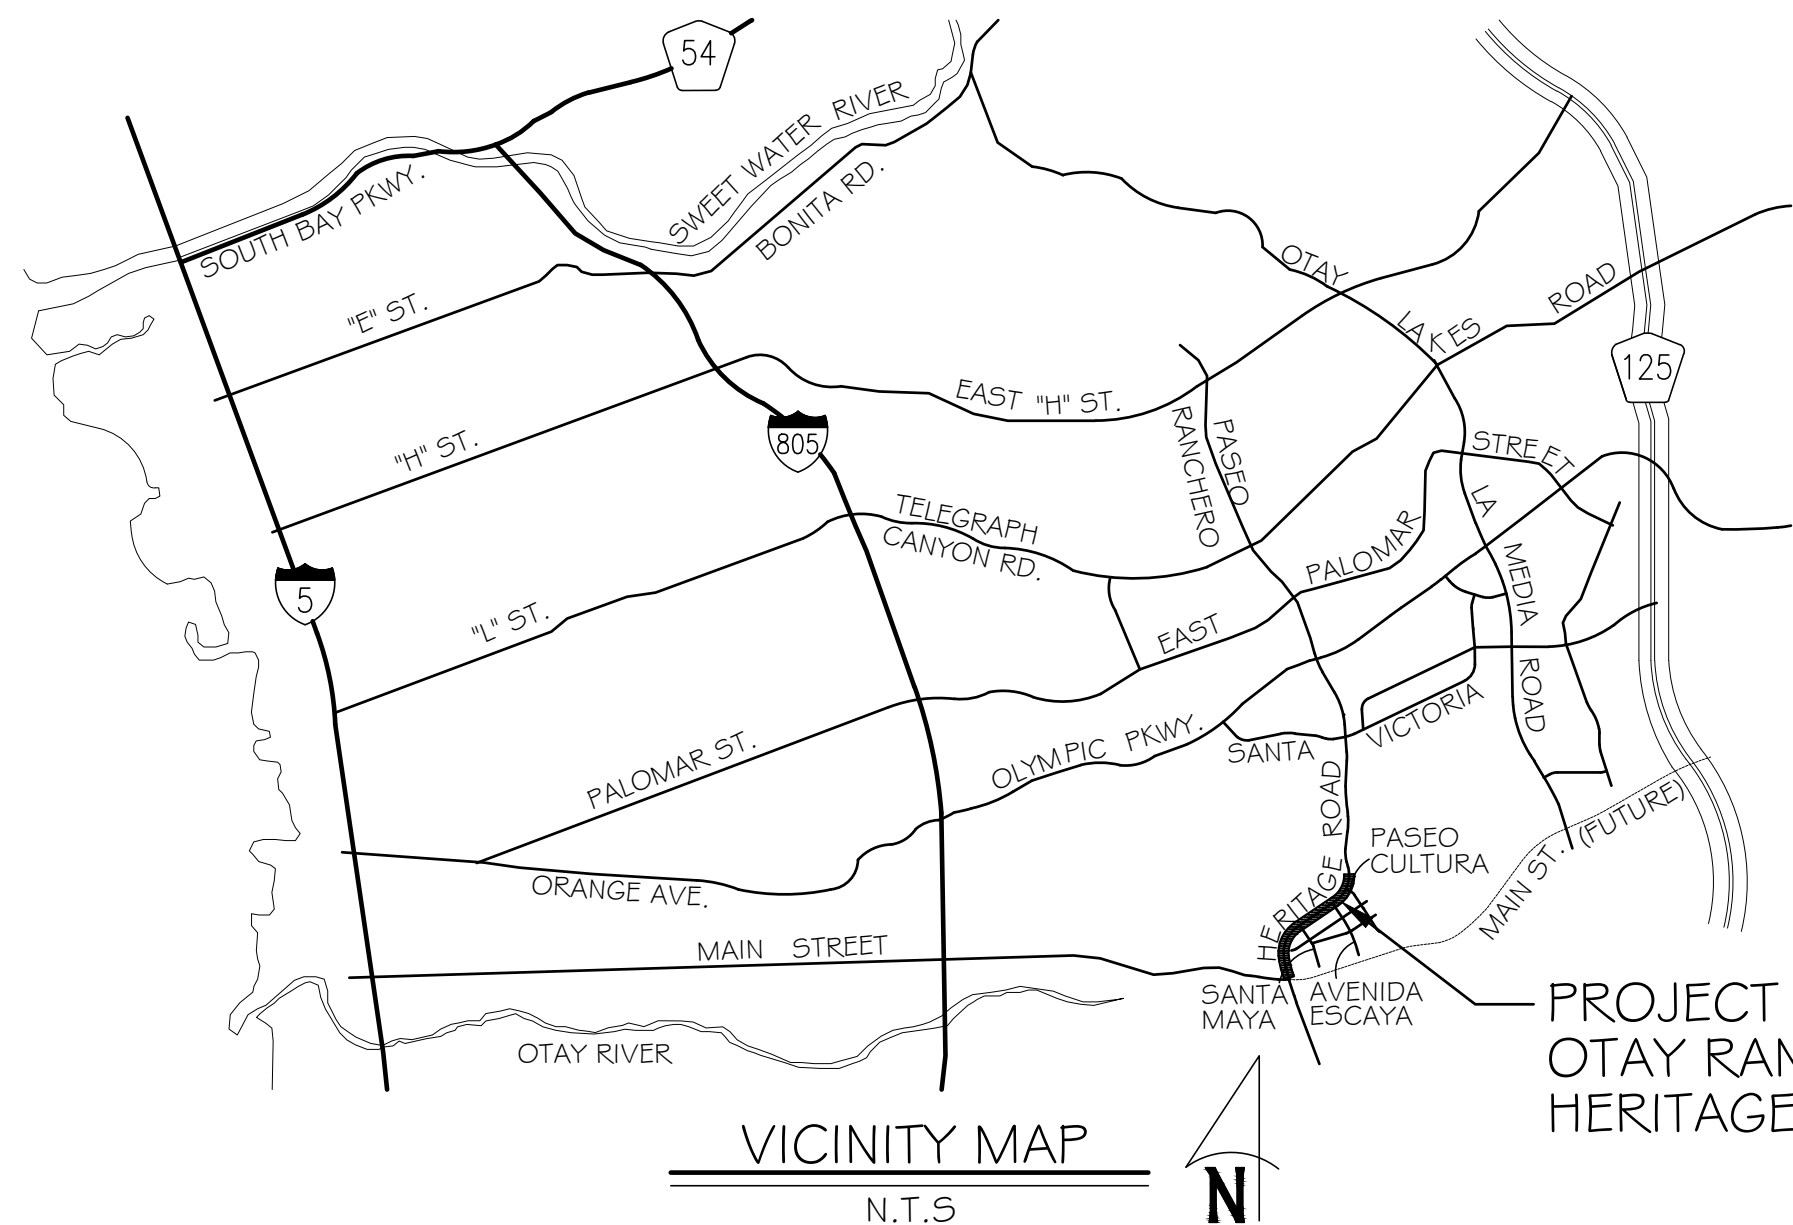 54
SWEET WATER RIVER
BONITA RD.
SOUTH BAY PKWY.
"E" ST.
OTAY LAKES ROAD
125
EAST "H" ST.
"H" ST.
805
PASEO
RANCHERO
STREET
TELEGRAPH
CANYON RD.
LA MEDIA ROAD
PALOMAR
5
"L" ST.
EAST
SANTA VICTORIA
OLYMPIC PKWY.
PALOMAR ST.
HERITAGE ROAD
PASEO
CULTURA
MAIN ST. (FUTURE)
ORANGE AVE.
MAIN STREET
SANTA
MAYA
AVENIDA
ESCAYA
OTAY RIVER
PROJECT
OTAY RAN
HERITAGE
VICINITY MAP
N.T.S
N